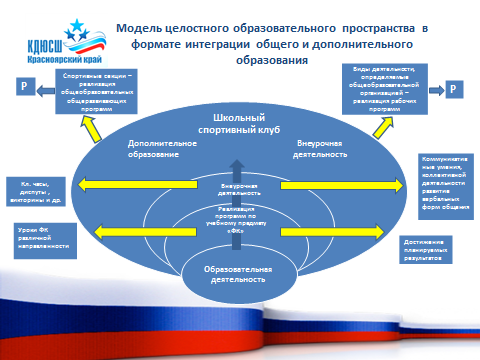 КДЮСШ
Красноярский край
Модель целостного образовательного пространства в
формате интеграции общего и дополнительного
образования
Р
Спортивные секции –
реализация
общеобразовательных
общеразвивающих
программ
Виды деятельности,
определяемые
общеобразовательной
организацией –
реализация рабочих
программ
Р
Школьный
спортивный клуб
Дополнительное
образование
Внеурочная
деятельность
Кл. часы,
диспуты ,
викторины и др.
Внеурочная
деятельность
Коммуникатив
ные умения,
коллективной
деятельности
развитие
вербальных
форм общения
Реализация
программ по
учебному предмету
«ФК»
Уроки ФК
различной
направленности
Достижения
планируемых
результатов
Образовательная
деятельность